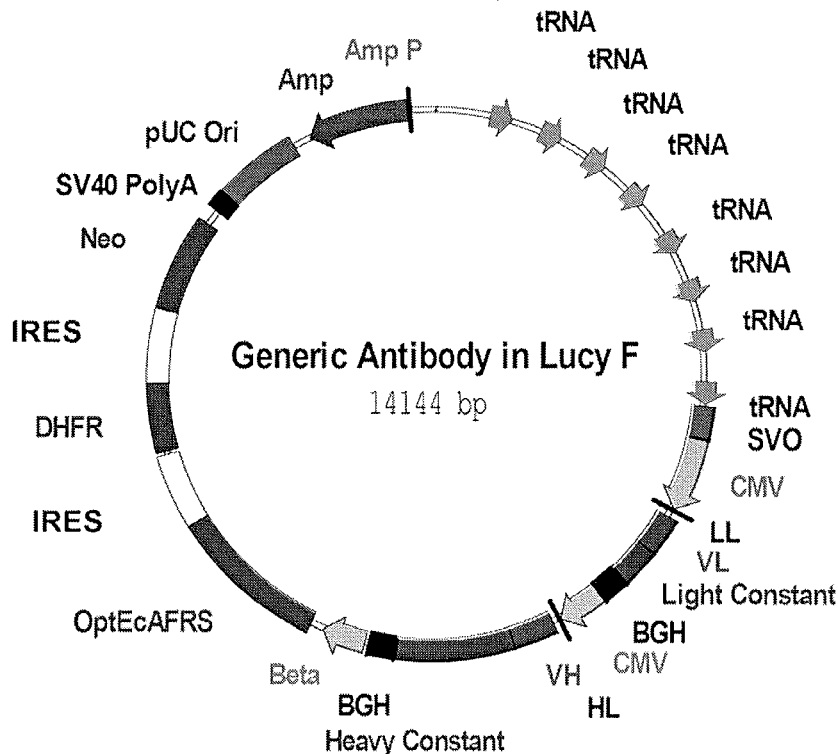 tRNA
tRNA
tRNA
tRNA
tRNA
tRNA
tRNA
tRNA
SVO
CMV
LL
VL
Light Constant
BGH
CMV
HL
VH
Heavy Constant
BGH
Beta
OptEcAFRS
IRES
DHFR
IRES
Neo
SV40 PolyA
pUC Ori
Amp
Amp P
Generic Antibody in Lucy F
14144 bp